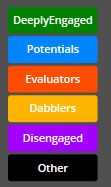 DeeplyEngaged
Potentials
Evaluators
Dabblers
Disengaged
Other